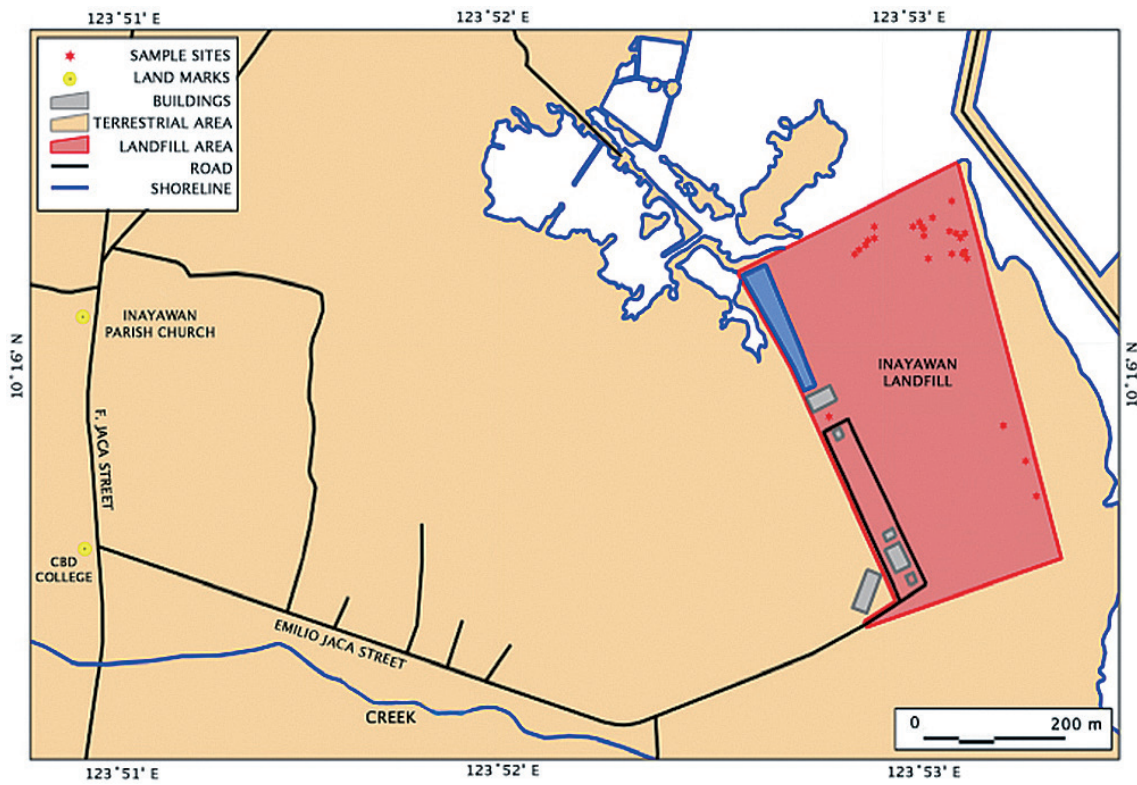 123°51' E
123°52' E
123°53' E
SAMPLE SITES
LAND MARKS
BUILDINGS
TERRESTRIAL AREA
LANDFILL AREA
ROAD
SHORELINE
INAYAWAN
PARISH CHURCH
10°16' N
10°16' N
INAYAWAN
LANDFILL
F. JACA STREET
CBD
COLLEGE
EMILIO JACA STREET
CREEK
0 200 m
123°51' E
123°52' E
123°53' E